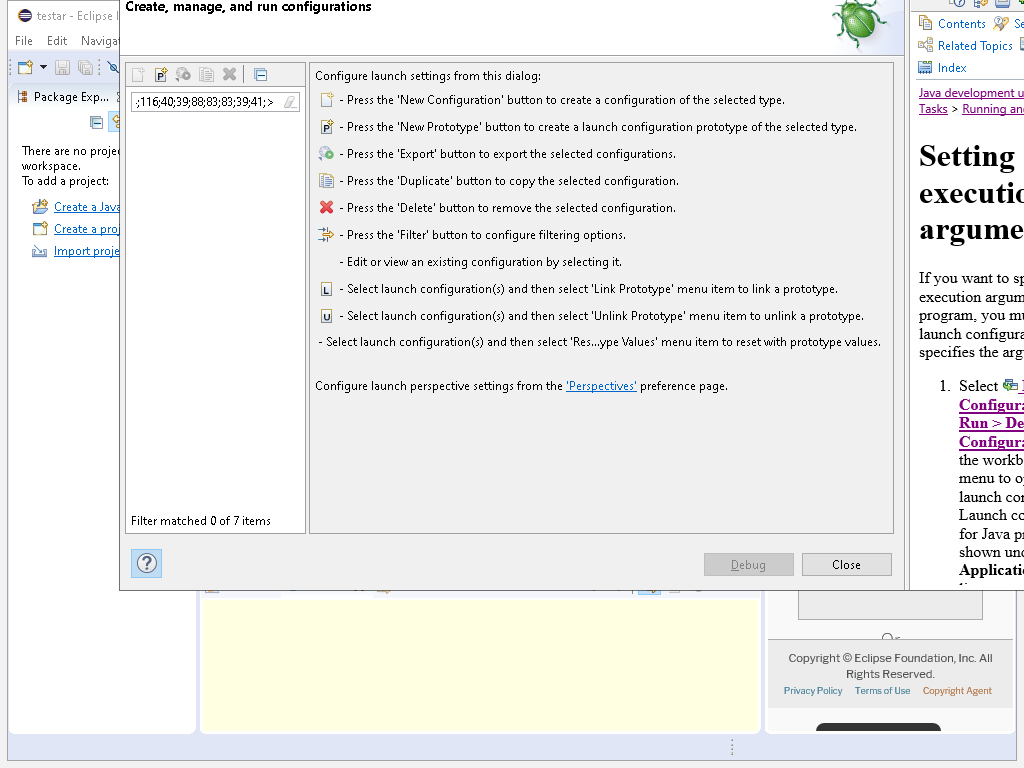 testar - Eclipse I
Create, manage, and run configurations
File Edit Naviga
Package Exp...
There are no proje
workspace.
To add a project:
Create a Java
Create a proj
Import proje
;116;40;39;88;83;83;39;41;>
Filter matched 0 of 7 items
Configure launch settings from this dialog:
- Press the 'New Configuration' button to create a configuration of the selected type.
- Press the 'New Prototype' button to create a launch configuration prototype of the selected type.
- Press the 'Export' button to export the selected configurations.
- Press the 'Duplicate' button to copy the selected configuration.
- Press the 'Delete' button to remove the selected configuration.
- Press the 'Filter' button to configure filtering options.
- Edit or view an existing configuration by selecting it.
L - Select launch configuration(s) and then select 'Link Prototype' menu item to link a prototype.
U - Select launch configuration(s) and then select 'Unlink Prototype' menu item to unlink a prototype.
- Select launch configuration(s) and then select 'Res...ype Values' menu item to reset with prototype values.
Configure launch perspective settings from the 'Perspectives' preference page.
Debug
Close
Contents Se
Related Topics
Index
Java development u
Tasks > Running and
Setting
executio
argume
If you want to sp
execution argum
program, you mu
launch configura
specifies the arg
1. Select
Configura
Run > De
Configura
the workb
menu to op
launch con
Launch co
for Java pr
shown und
Applicatio
Or
Copyright © Eclipse Foundation, Inc. All
Rights Reserved.
Privacy Policy Terms of Use Copyright Agent